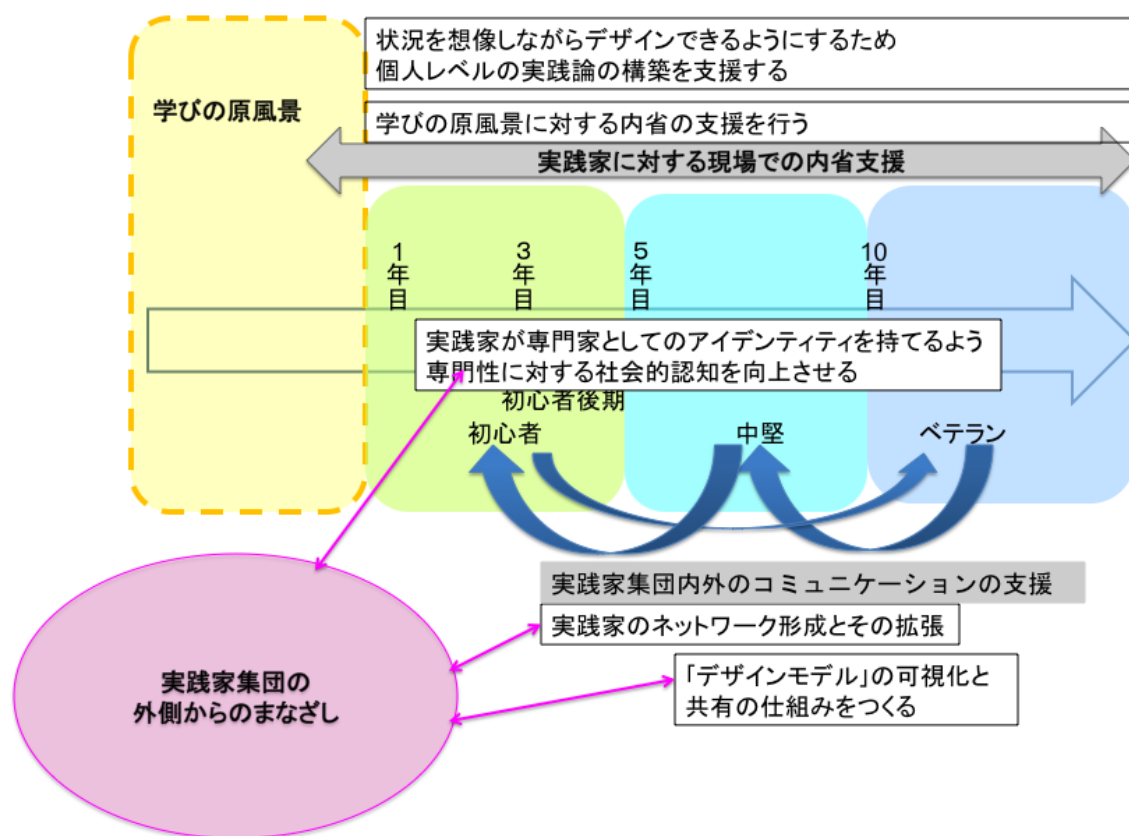 状況を想像しながらデザインできるようにするため
個人レベルの実践論の構築を支援する
学びの原風景
学びの原風景に対する内省の支援を行う
実践家に対する現場での内省支援
1年目
3年目
5年目
10年目
実践家が専門家としてのアイデンティティを持てるよう
専門性に対する社会的認知を向上させる
初心者後期
初心者
中堅
ベテラン
実践家集団内外のコミュニケーションの支援
実践家のネットワーク形成とその拡張
「デザインモデル」の可視化と
共有の仕組みをつくる
実践家集団の
外側からのまなざし